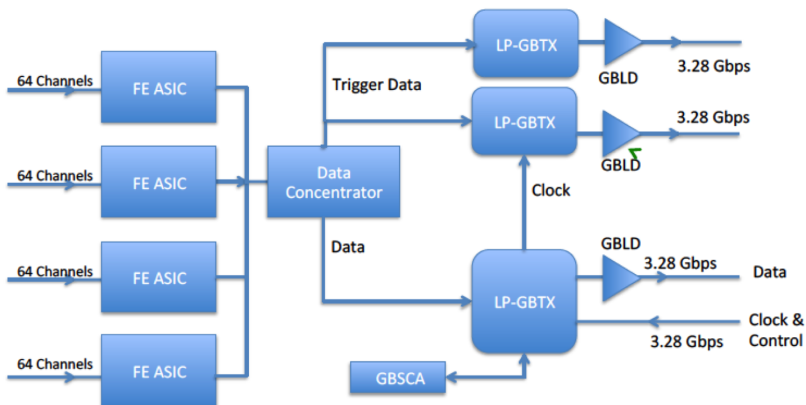 64 Channels
FE ASIC
64 Channels
FE ASIC
64 Channels
FE ASIC
64 Channels
FE ASIC
Data
Concentrator
Trigger Data
Data
LP-GBTX
GBLD
3.28 Gbps
LP-GBTX
GBLD
3.28 Gbps
Clock
LP-GBTX
GBLD
3.28 Gbps
Data
3.28 Gbps
Clock &
Control
GBSCA